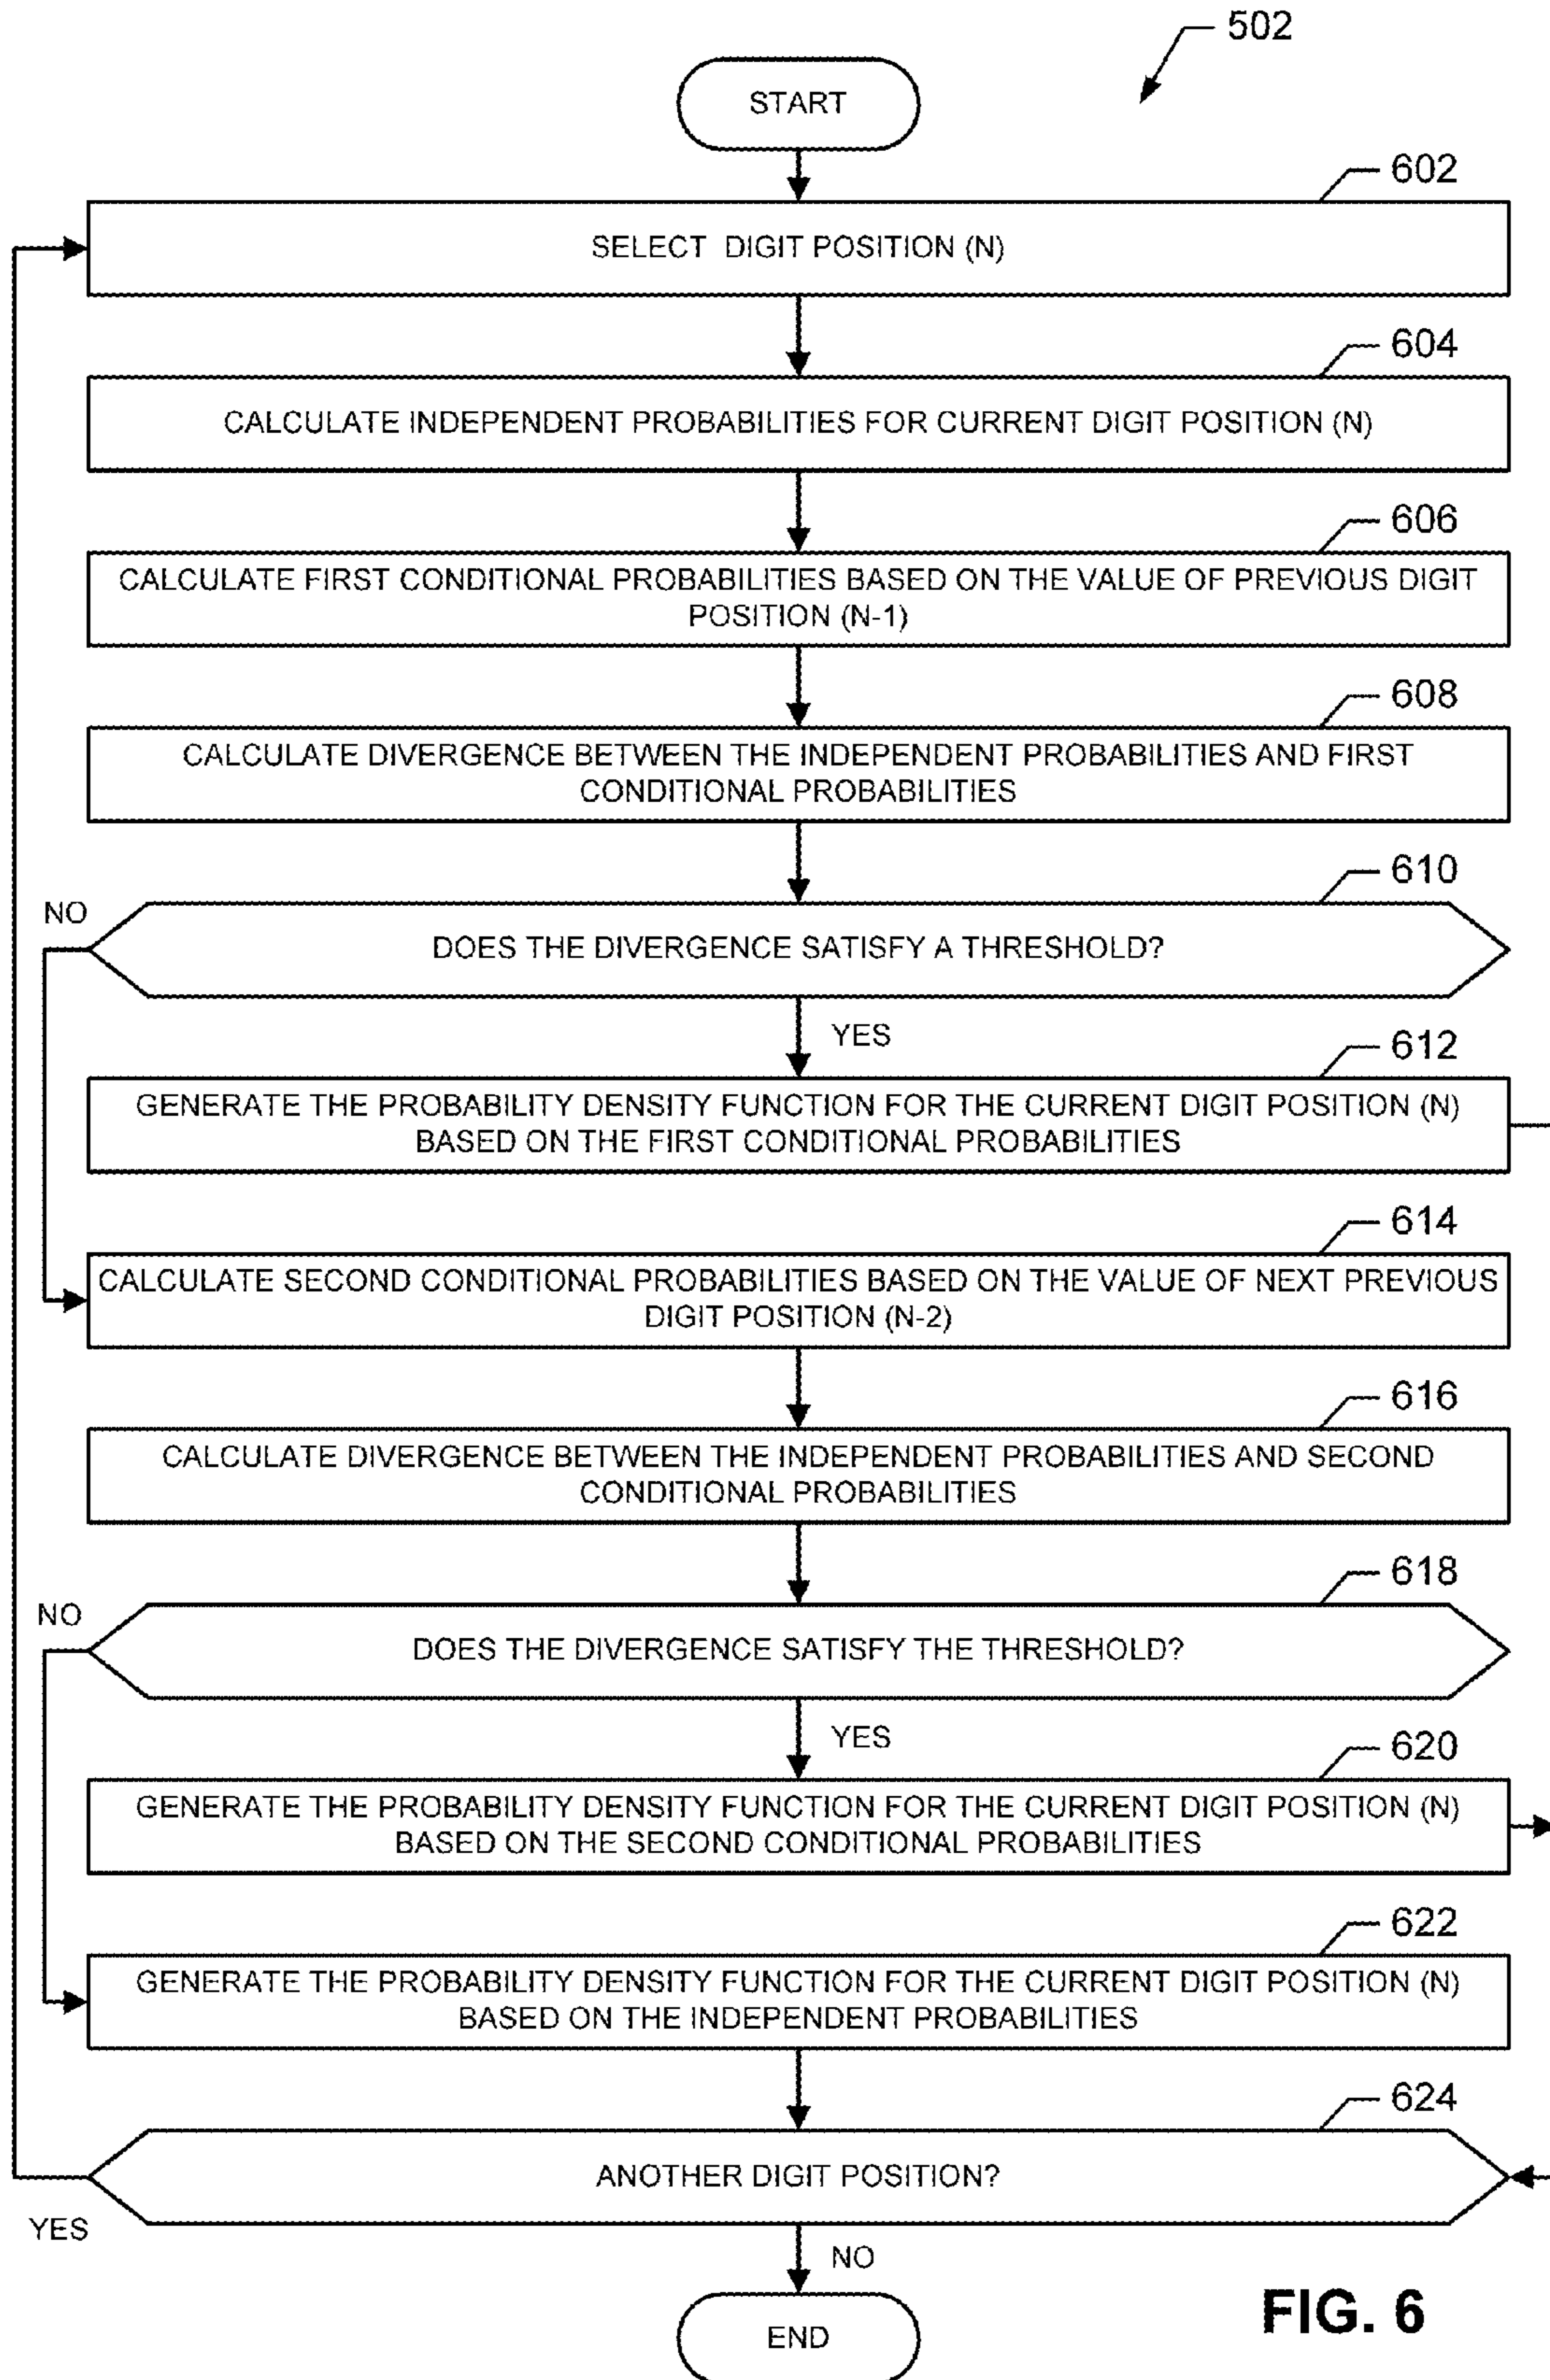 502
START
602
SELECT DIGIT POSITION (N)
604
CALCULATE INDEPENDENT PROBABILITIES FOR CURRENT DIGIT POSITION (N)
606
CALCULATE FIRST CONDITIONAL PROBABILITIES BASED ON THE VALUE OF PREVIOUS DIGIT
POSITION (N-1)
608
CALCULATE DIVERGENCE BETWEEN THE INDEPENDENT PROBABILITIES AND FIRST
CONDITIONAL PROBABILITIES
610
NO
DOES THE DIVERGENCE SATISFY A THRESHOLD?
YES
612
GENERATE THE PROBABILITY DENSITY FUNCTION FOR THE CURRENT DIGIT POSITION (N)
BASED ON THE FIRST CONDITIONAL PROBABILITIES
614
CALCULATE SECOND CONDITIONAL PROBABILITIES BASED ON THE VALUE OF NEXT PREVIOUS
DIGIT POSITION (N-2)
616
CALCULATE DIVERGENCE BETWEEN THE INDEPENDENT PROBABILITIES AND SECOND
CONDITIONAL PROBABILITIES
618
NO
DOES THE DIVERGENCE SATISFY THE THRESHOLD?
YES
620
GENERATE THE PROBABILITY DENSITY FUNCTION FOR THE CURRENT DIGIT POSITION (N)
BASED ON THE SECOND CONDITIONAL PROBABILITIES
622
GENERATE THE PROBABILITY DENSITY FUNCTION FOR THE CURRENT DIGIT POSITION (N)
BASED ON THE INDEPENDENT PROBABILITIES
624
ANOTHER DIGIT POSITION?
YES
NO
END
FIG. 6